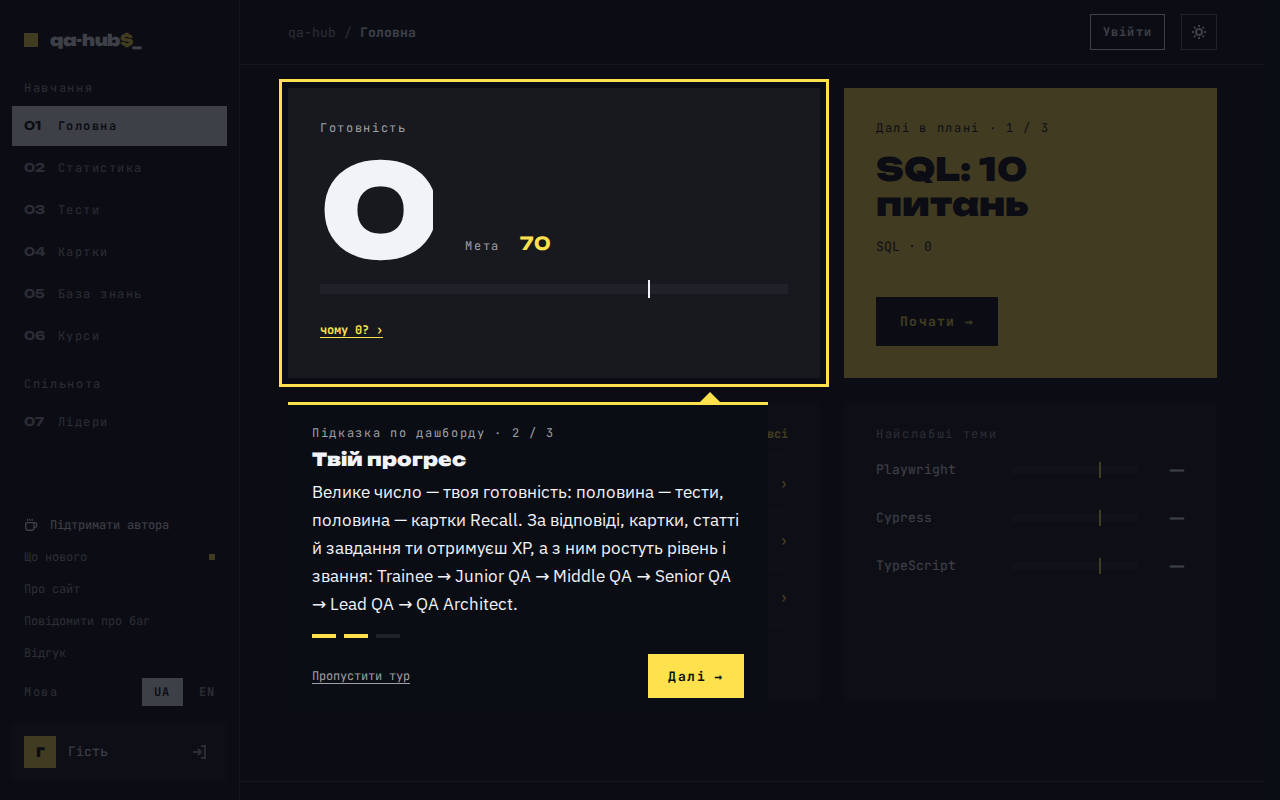 qa-hub$_
Навчання
01 Головна
02 Статистика
03 Тести
04 Картки
05 База знань
06 Курси
Спільнота
07 Лідери
Підтримати автора
Що нового
Про сайт
Повідомити про баг
Відгук
Мова UA EN
Г Гість
qa-hub / Головна
Увійти
Готовність
0
Мета 70
чому 0? ›
Далі в плані · 1 / 3
SQL: 10
питань
SQL · 0
Почати →
Підказка по дашборду · 2 / 3
Твій прогрес
Велике число — твоя готовність: половина — тести,
половина — картки Recall. За відповіді, картки, статті
й завдання ти отримуєш XP, а з ним ростуть рівень і
звання: Trainee → Junior QA → Middle QA → Senior QA
→ Lead QA → QA Architect.
Пропустити тур
Далі →
всі
›
›
›
Найслабші теми
Playwright —
Cypress —
TypeScript —